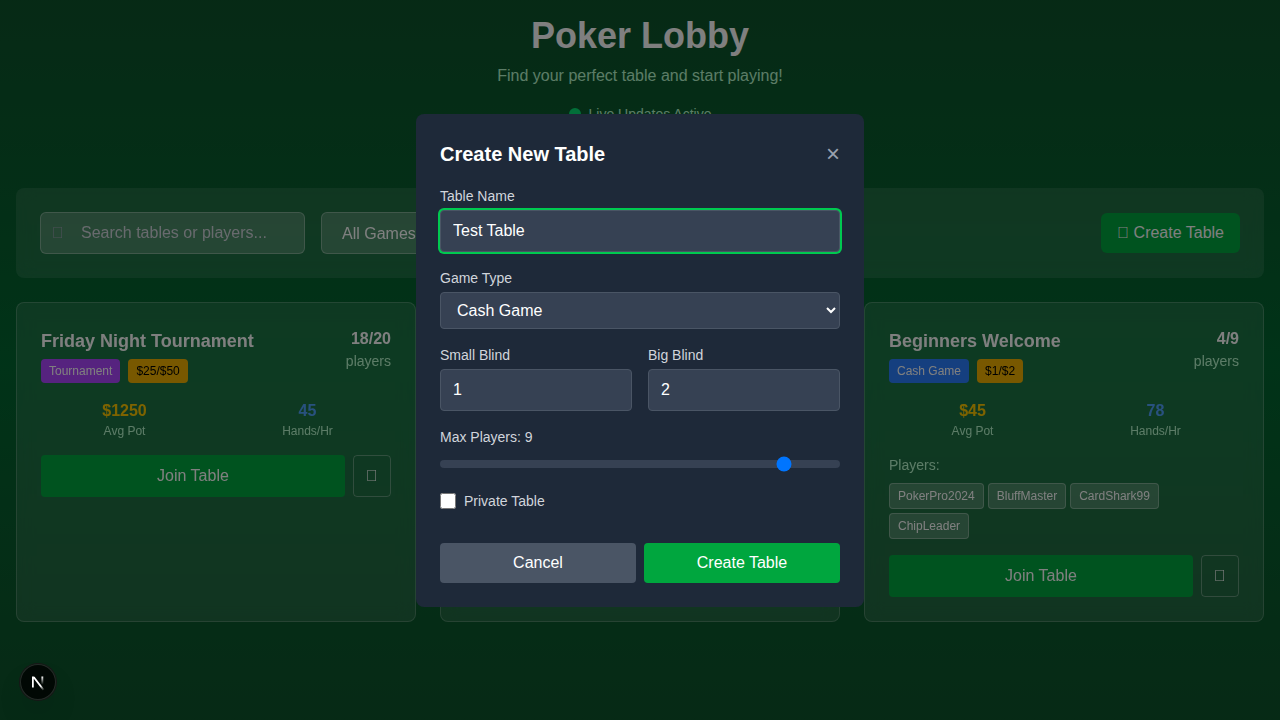 Poker Lobby
Find your perfect table and start playing!
Live Updates Active
Create New Table
×
Table Name
Test Table
Game Type
Cash Game
Small Blind
Big Blind
1
2
Max Players: 9
Private Table
Cancel
Create Table
Search tables or players...
All Games
Create Table
Friday Night Tournament
18/20
players
Tournament
$25/$50
$1250
45
Avg Pot
Hands/Hr
Join Table
Beginners Welcome
4/9
players
Cash Game
$1/$2
$45
78
Avg Pot
Hands/Hr
Players:
PokerPro2024
BluffMaster
CardShark99
ChipLeader
Join Table
N